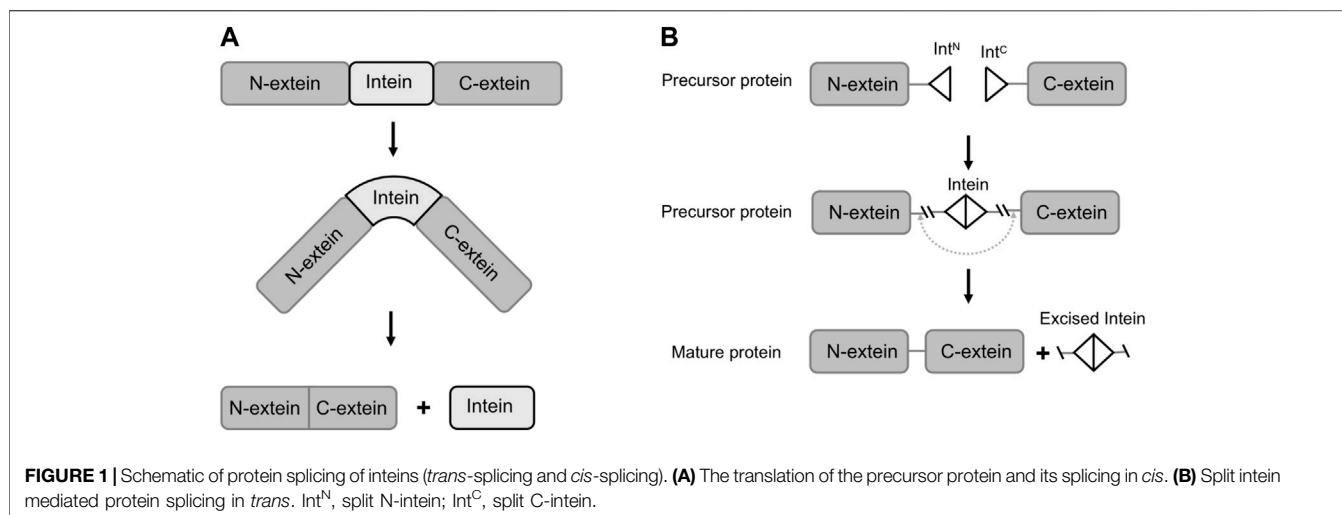 A
N-extein Intein C-extein
Intein
N-extein
C-extein
N-extein C-extein + Intein
B
Int^N Int^C
Precursor protein N-extein C-extein
Intein
Precursor protein N-extein C-extein
Excised Intein
Mature protein N-extein C-extein +
FIGURE 1 | Schematic of protein splicing of inteins (trans-splicing and cis-splicing). (A) The translation of the precursor protein and its splicing in cis. (B) Split intein
mediated protein splicing in trans. Int^N, split N-intein; Int^C, split C-intein.